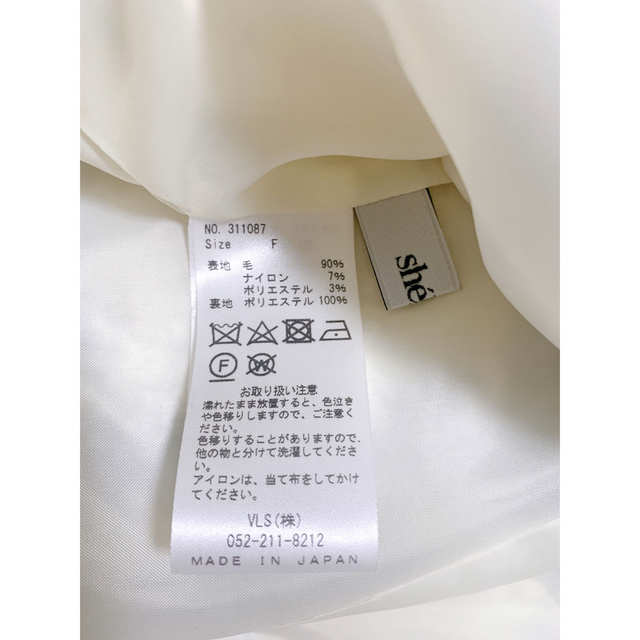 NO. 311087
Size F
表地 毛 90%
ナイロン 7%
ポリエステル 3%
裏地 ポリエステル 100%
F
W
お取り扱い注意
濡れたまま放置すると、色泣き
や色移りしますので、ご注意く
ださい。
色移りすることがありますので、
他の物と分けて洗濯してくださ
い。
アイロンは、当て布をしてかけ
てください。
VLS(株)
052-211-8212
MADE IN JAPAN
shé